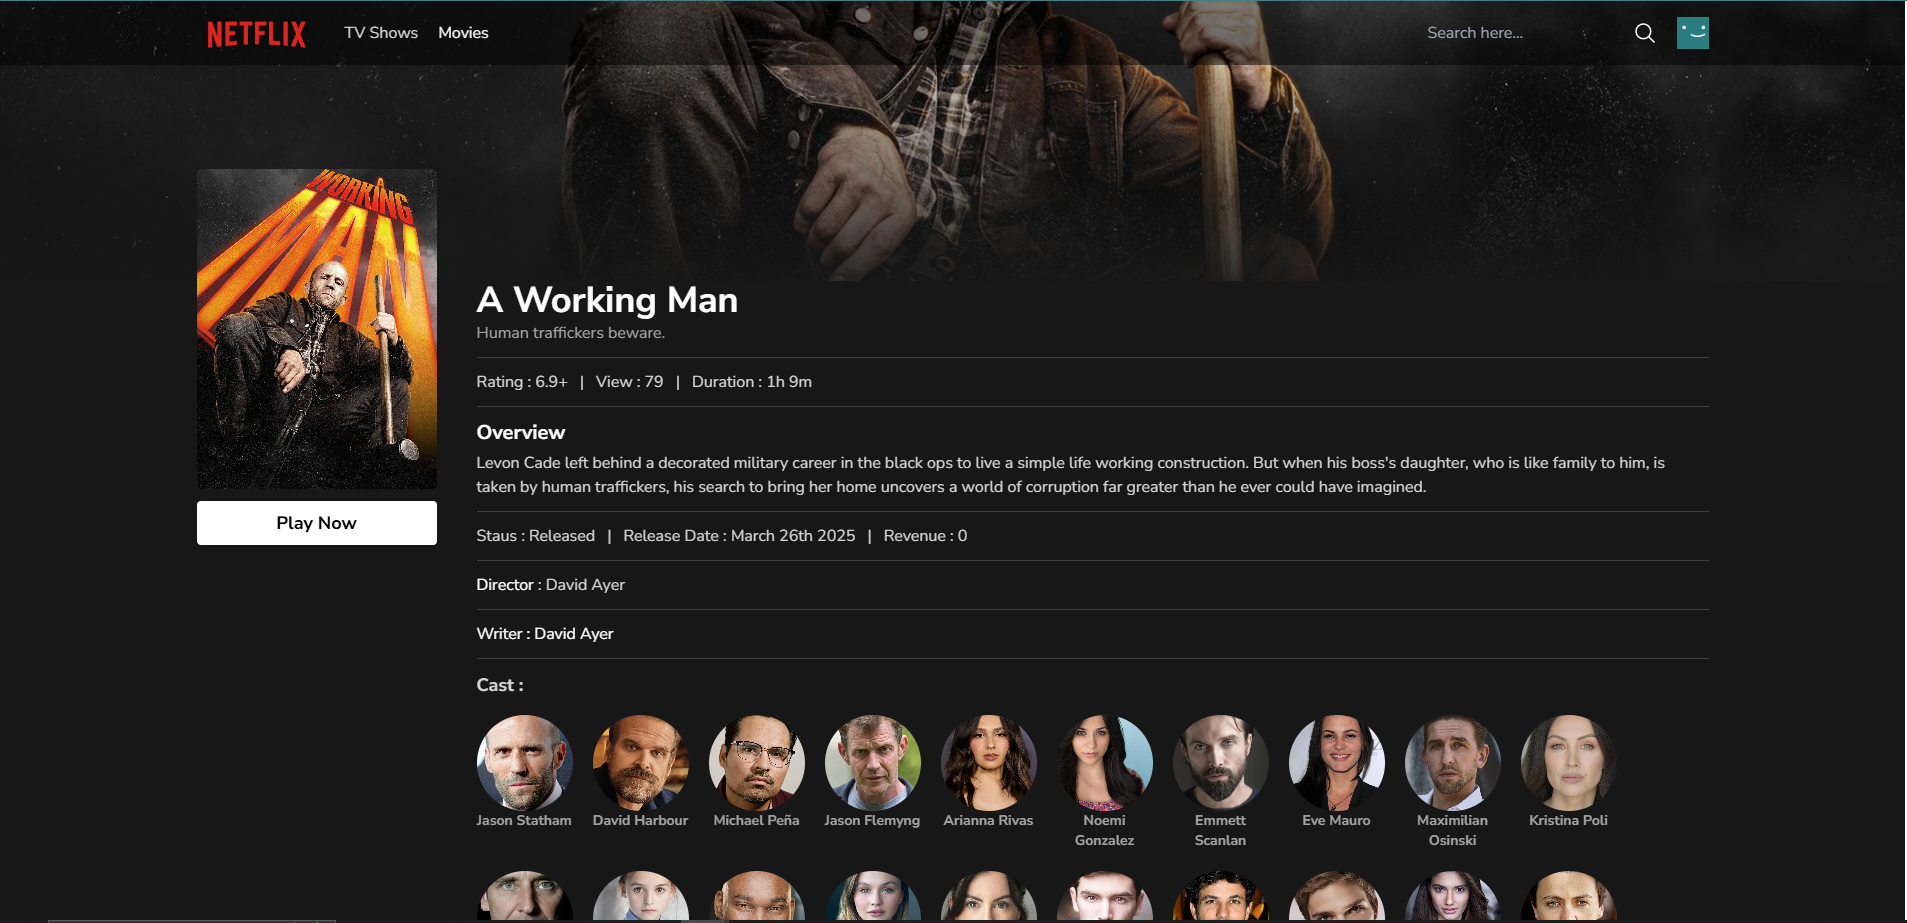 NETFLIX TV Shows Movies Search here...
A
WORKING
MAN
A Working Man
Human traffickers beware.
Rating : 6.9+ | View : 79 | Duration : 1h 9m
Overview
Levon Cade left behind a decorated military career in the black ops to live a simple life working construction. But when his boss's daughter, who is like family to him, is
taken by human traffickers, his search to bring her home uncovers a world of corruption far greater than he ever could have imagined.
Play Now
Staus : Released | Release Date : March 26th 2025 | Revenue : 0
Director : David Ayer
Writer : David Ayer
Cast :
Jason Statham David Harbour Michael Peña Jason Flemyng Arianna Rivas Noemi Emmett Eve Mauro Maximilian Kristina Poli
Gonzalez Scanlan Osinski